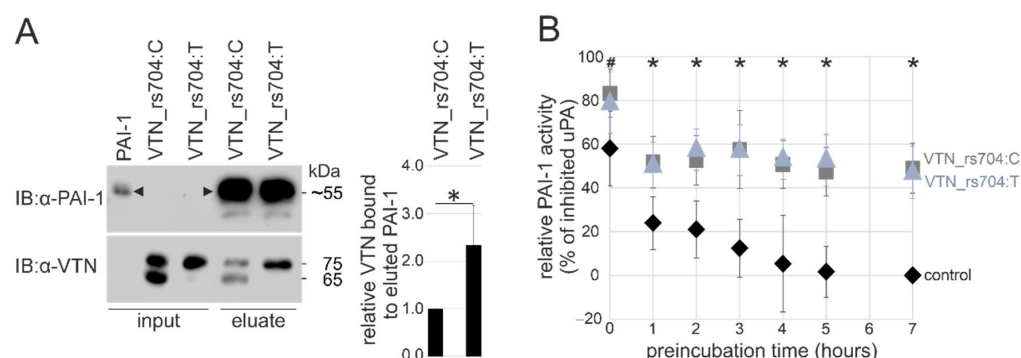 A
PAI-1
VTN_rs704:C
VTN_rs704:T
VTN_rs704:C
VTN_rs704:T
kDa
IB:α-PAI-1
~55
IB:α-VTN
75
65
input
eluate
VTN_rs704:C
VTN_rs704:T
relative VTN bound
to eluted PAI-1
4.0
3.0
2.0
1.0
0.0
*
B
relative PAI-1 activity
(% of inhibited uPA)
100
80
60
40
20
0
−20
# * * * * * *
VTN_rs704:C
VTN_rs704:T
control
0 1 2 3 4 5 6 7
preincubation time (hours)